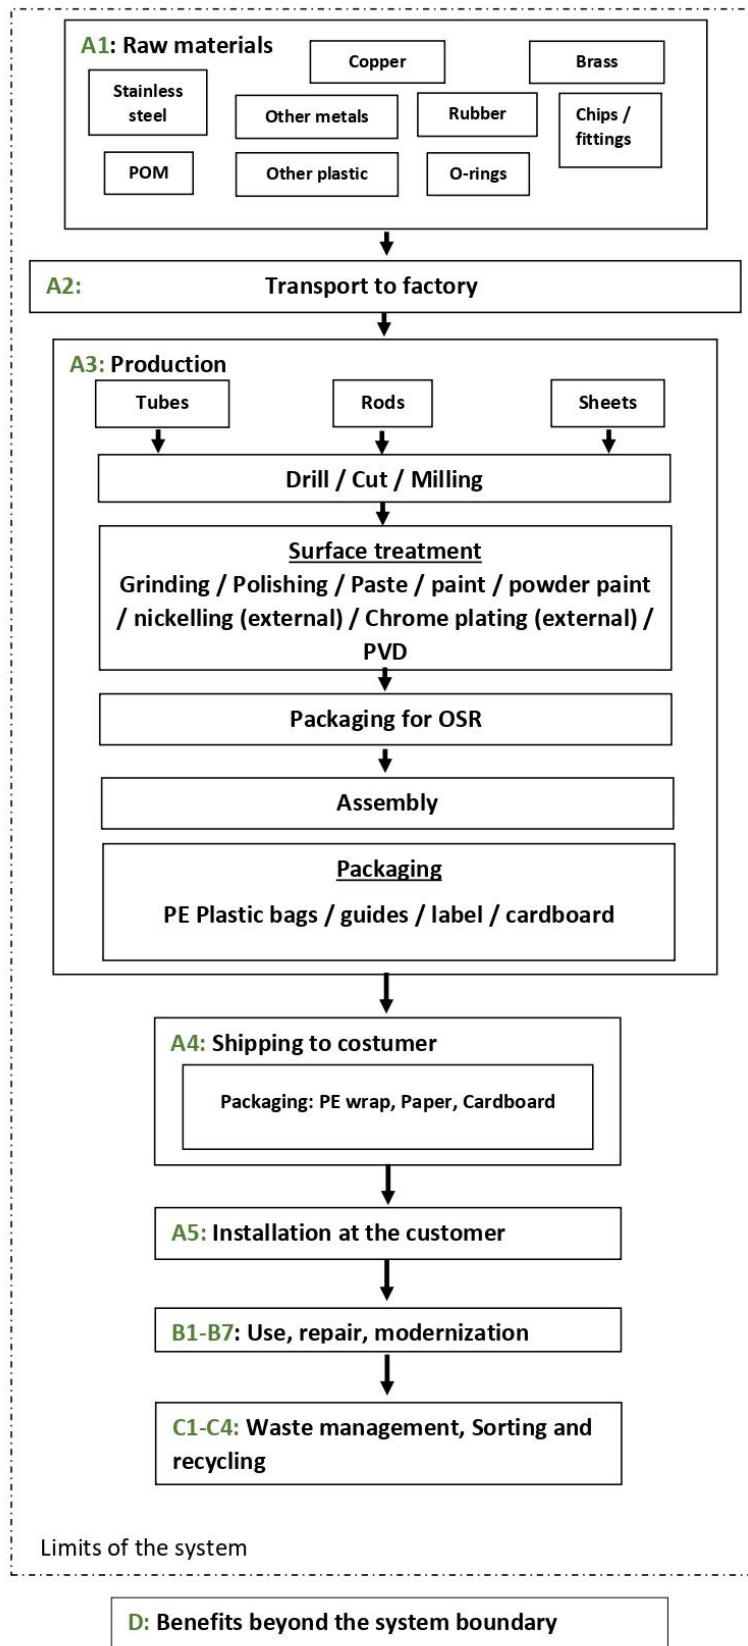 A1: Raw materials
Copper
Brass
Stainless
steel
Other metals
Rubber
Chips /
fittings
POM
Other plastic
O-rings
A2:
Transport to factory
A3: Production
Tubes
Rods
Sheets
Drill / Cut / Milling
Surface treatment
Grinding / Polishing / Paste / paint / powder paint
/ nickelling (external) / Chrome plating (external) /
PVD
Packaging for OSR
Assembly
Packaging
PE Plastic bags / guides / label / cardboard
A4: Shipping to costumer
Packaging: PE wrap, Paper, Cardboard
A5: Installation at the customer
B1-B7: Use, repair, modernization
C1-C4: Waste management, Sorting and
recycling
Limits of the system
D: Benefits beyond the system boundary